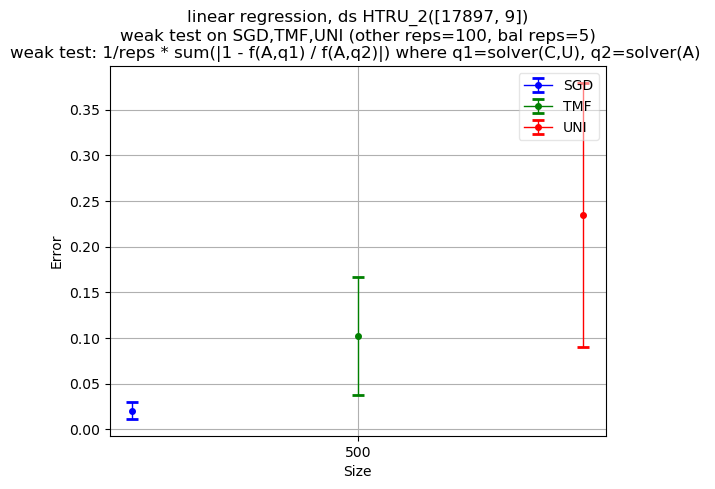 linear regression, ds HTRU_2([17897, 9])
weak test on SGD,TMF,UNI (other reps=100, bal reps=5)
weak test: 1/reps * sum(|1 - f(A,q1) / f(A,q2)|) where q1=solver(C,U), q2=solver(A)
SGD
TMF
UNI
0.35
0.30
0.25
0.20
0.15
0.10
0.05
0.00
Error
500
Size